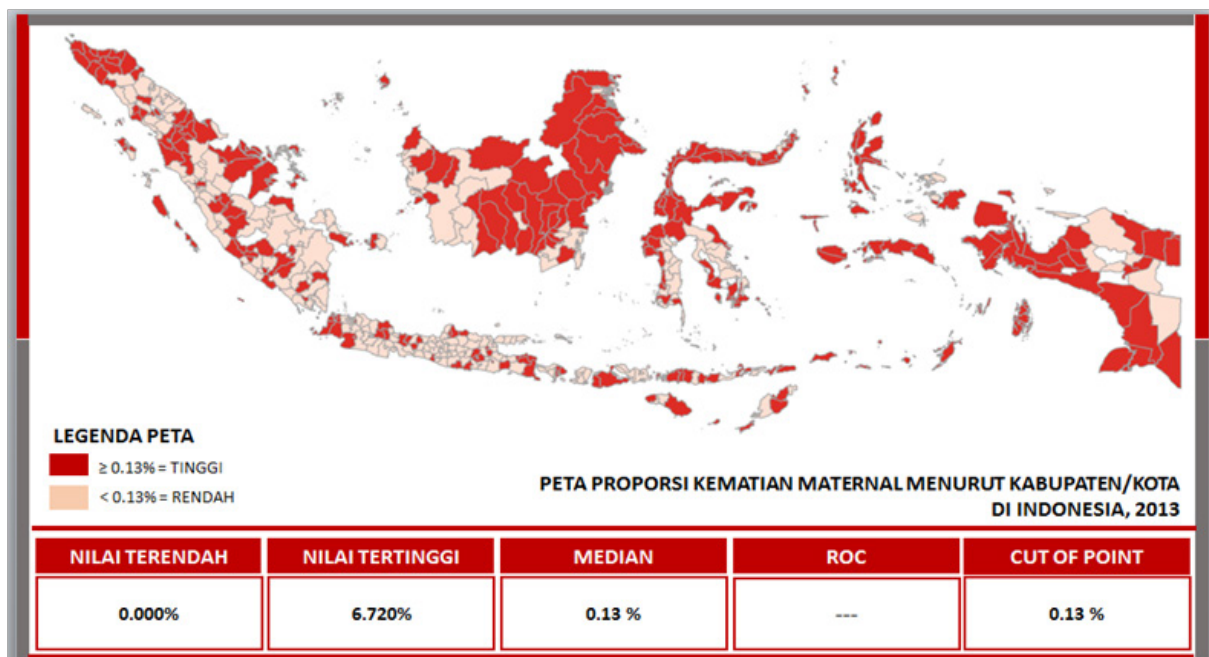 LEGENDA PETA
≥ 0.13% = TINGGI
< 0.13% = RENDAH
PETA PROPORSI KEMATIAN MATERNAL MENURUT KABUPATEN/KOTA
DI INDONESIA, 2013
NILAI TERENDAH NILAI TERTINGGI MEDIAN ROC CUT OF POINT
0.000% 6.720% 0.13 % --- 0.13 %